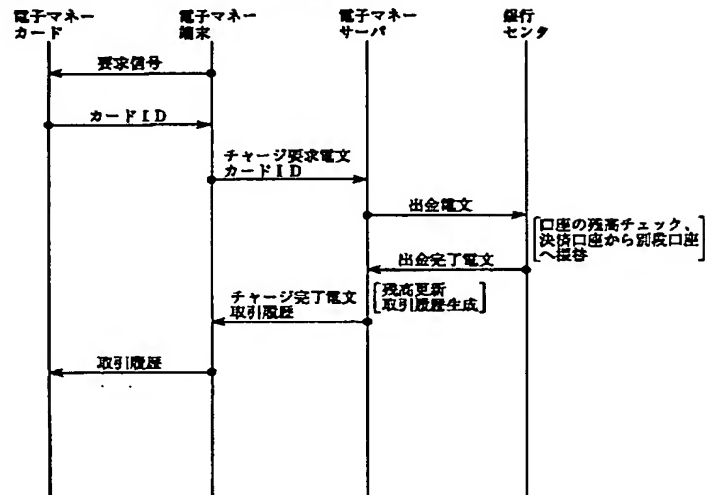 電子マネー
カード
電子マネー
端末
電子マネー
サーバ
銀行
センタ
要求信号
カードID
チャージ要求電文
カードID
出金電文
口座の残高チェック、
決済口座から別段口座
へ振替
出金完了電文
残高更新
取引履歴生成
チャージ完了電文
取引履歴
取引履歴